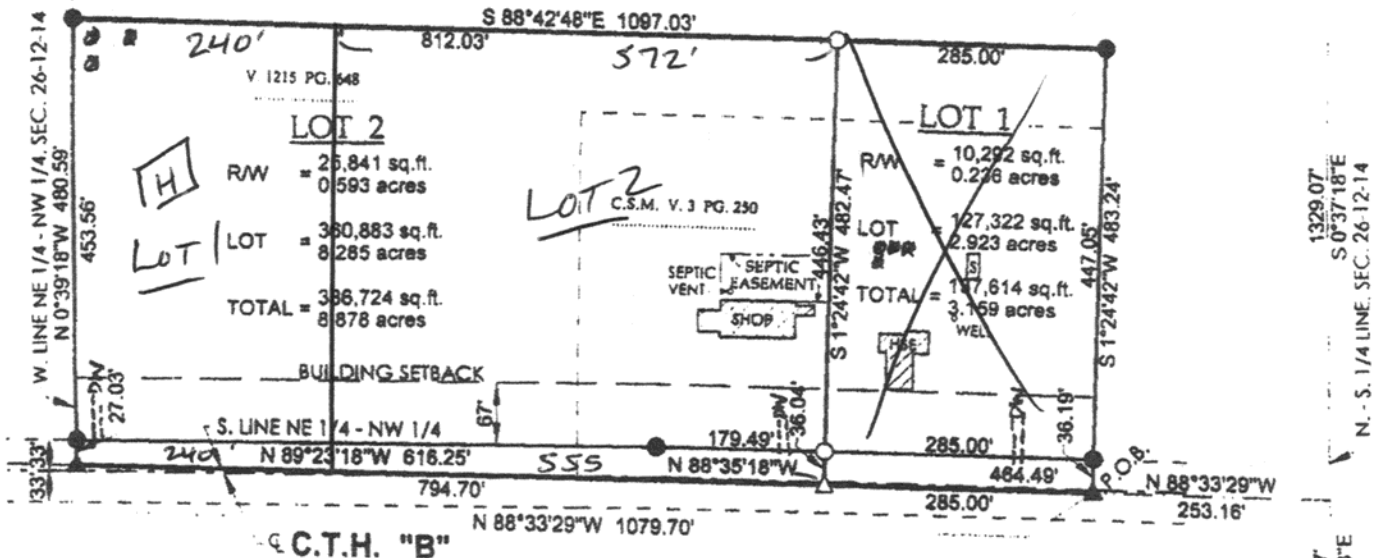 S 88°42'48"E 1097.03'
240'
812.03'
572'
285.00'
V. 1215 PG. 648
LOT 2
R/W = 25,841 sq.ft.
0.593 acres
H
LOT 1
LOT = 360,883 sq.ft.
8.285 acres
TOTAL = 386,724 sq.ft.
8.878 acres
LOT 2
C.S.M. V. 3 PG. 250
SEPTIC VENT
SEPTIC EASEMENT
SHOP
LOT 1
R/W = 10,292 sq.ft.
0.236 acres
LOT = 127,322 sq.ft.
2.923 acres
S
TOTAL = 137,614 sq.ft.
3.159 acres
WELL
HSE
W. LINE NE 1/4 - NW 1/4, SEC. 26-12-14
N 0°39'18"W 480.59'
453.56'
27.03'
DW
446.43'
S 1°24'42"W 482.47'
36.04'
DW
447.05'
S 1°24'42"W 483.24'
36.19'
DW
1329.07'
S 0°37'18"E
N. - S. 1/4 LINE, SEC. 26-12-14
BUILDING SETBACK
67'
S. LINE NE 1/4 - NW 1/4
179.49'
285.00'
240'
N 89°23'18"W 616.25'
555
N 88°35'18"W
464.49'
P.O.B.
N 88°33'29"W
33.33'
794.70'
285.00'
253.16'
N 88°33'29"W 1079.70'
C.T.H. "B"